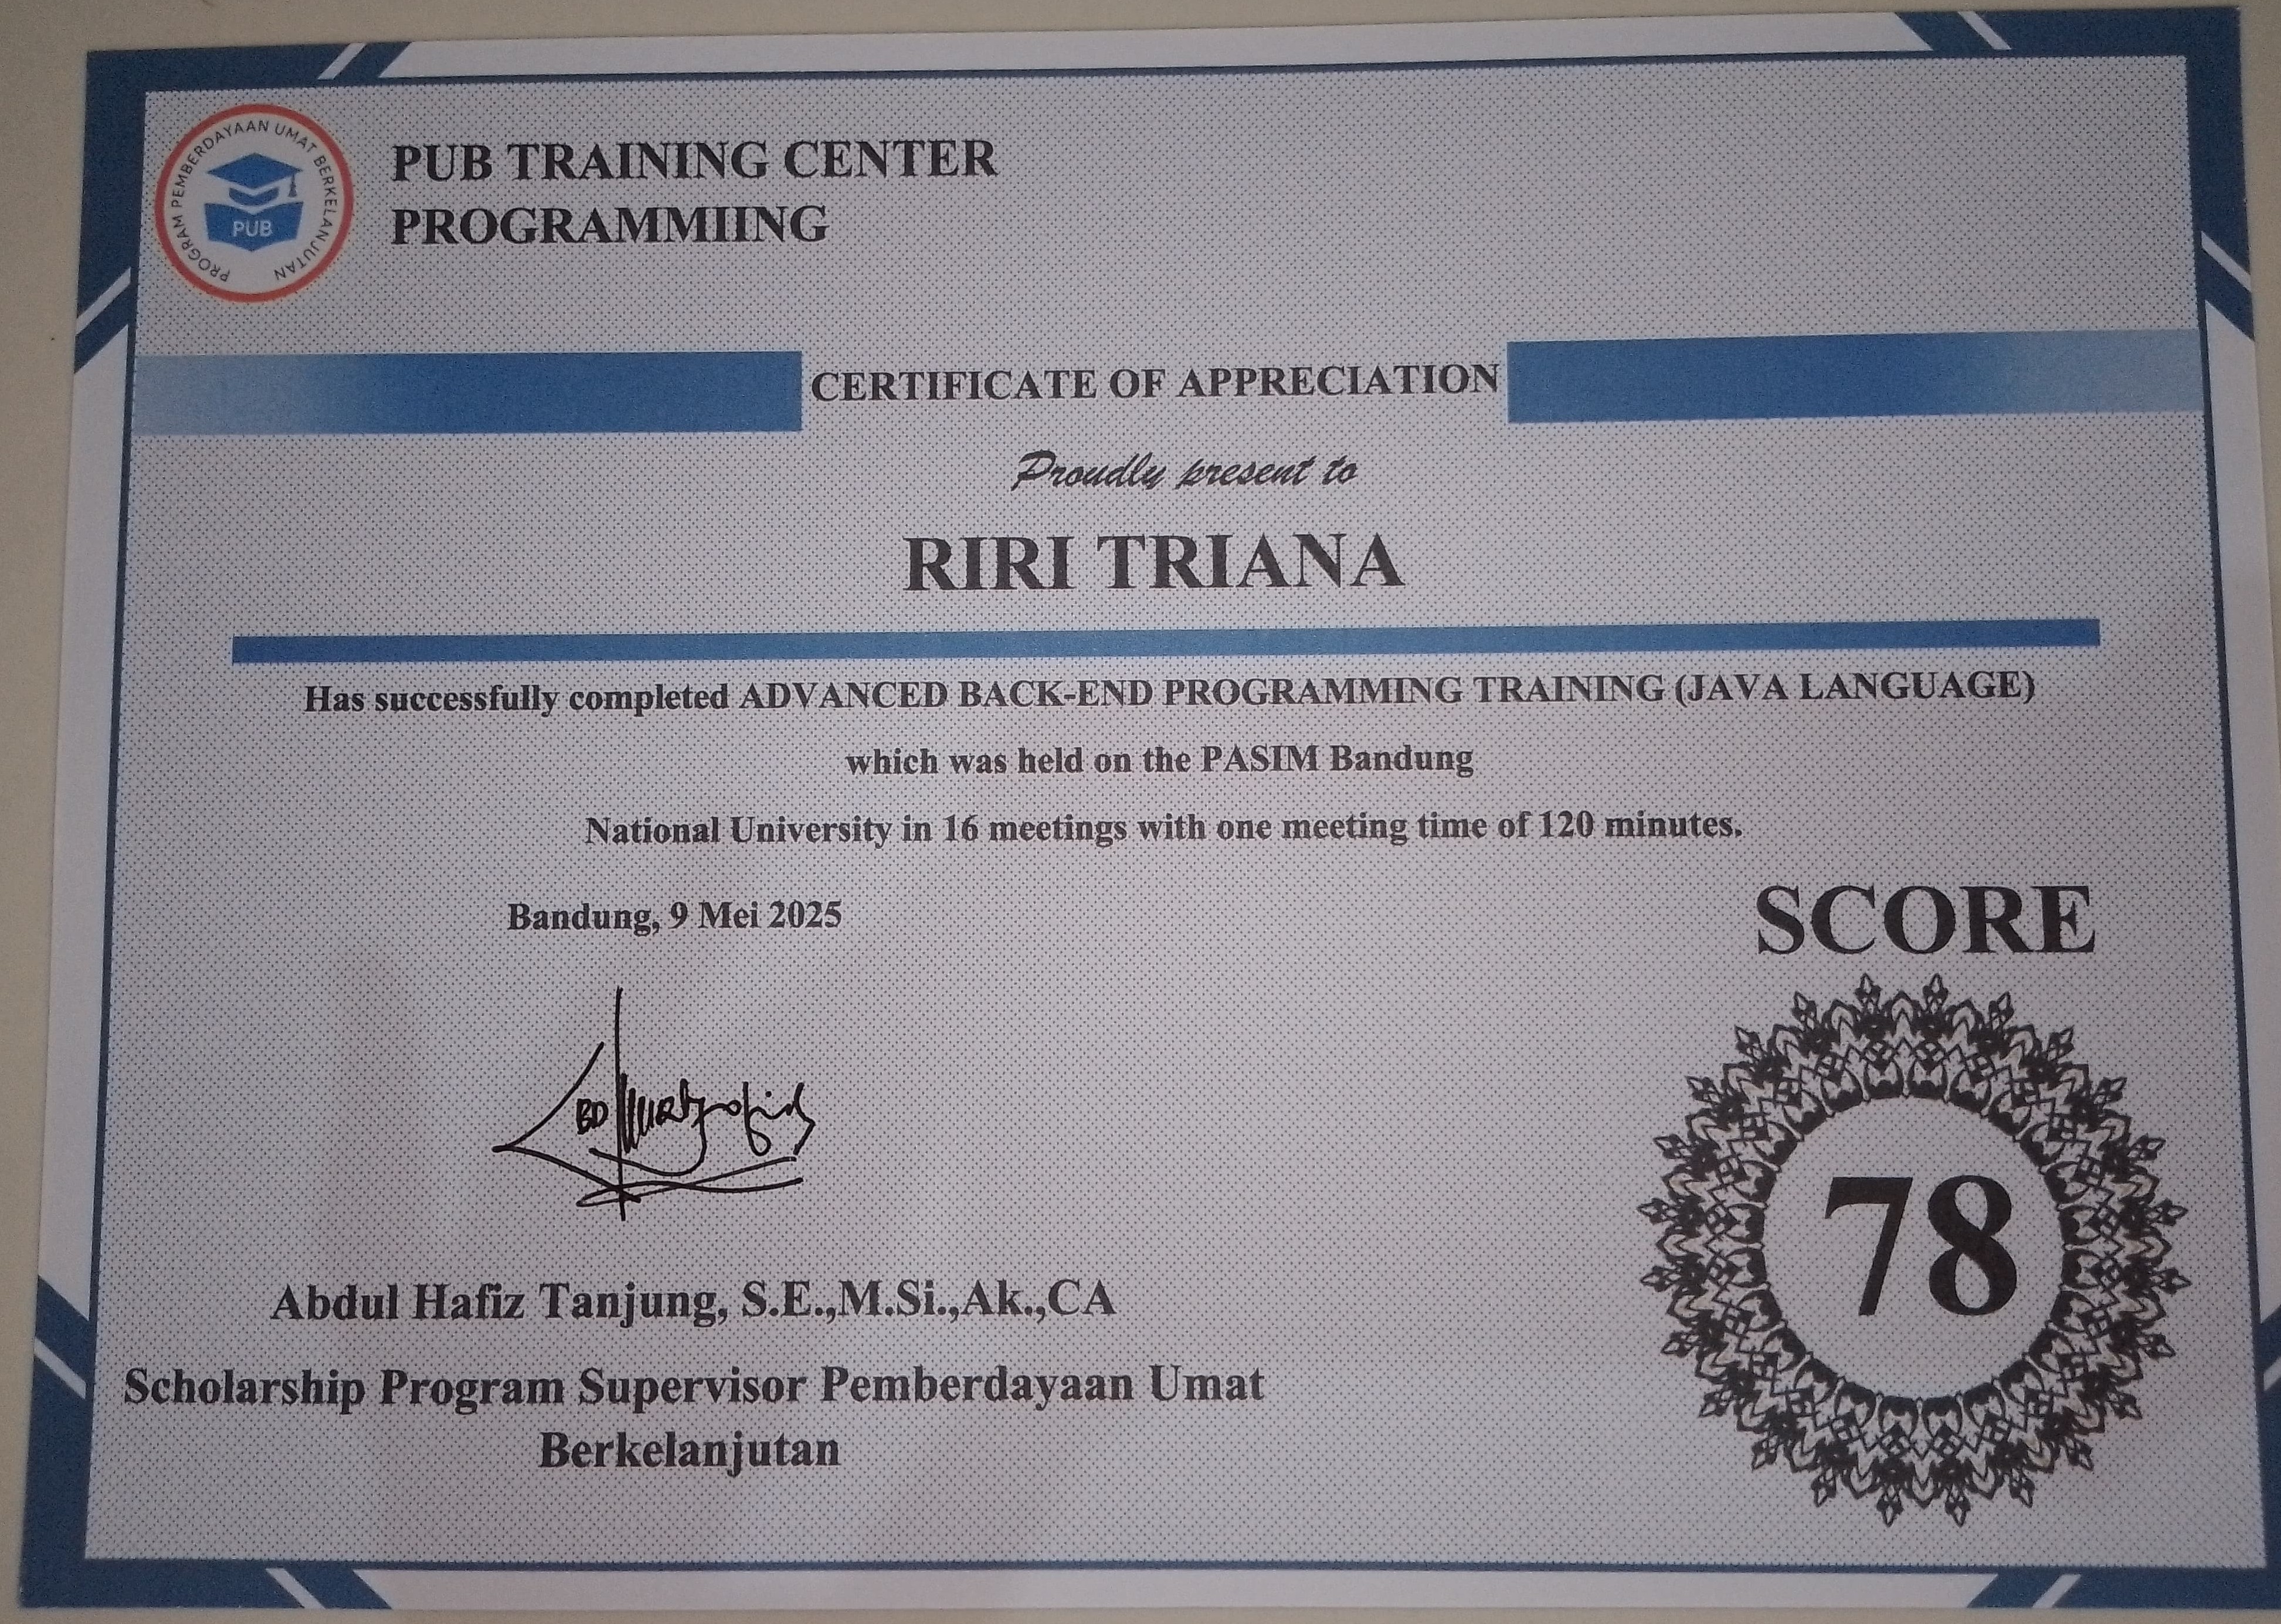 PROGRAM PEMBERDAYAAN UMAT BERKELANJUTAN
PUB
PUB TRAINING CENTER
PROGRAMMIING
CERTIFICATE OF APPRECIATION
Proudly present to
RIRI TRIANA
Has successfully completed ADVANCED BACK-END PROGRAMMING TRAINING (JAVA LANGUAGE)
which was held on the PASIM Bandung
National University in 16 meetings with one meeting time of 120 minutes.
Bandung, 9 Mei 2025
SCORE
78
Abdul Hafiz Tanjung, S.E.,M.Si.,Ak.,CA
Scholarship Program Supervisor Pemberdayaan Umat
Berkelanjutan